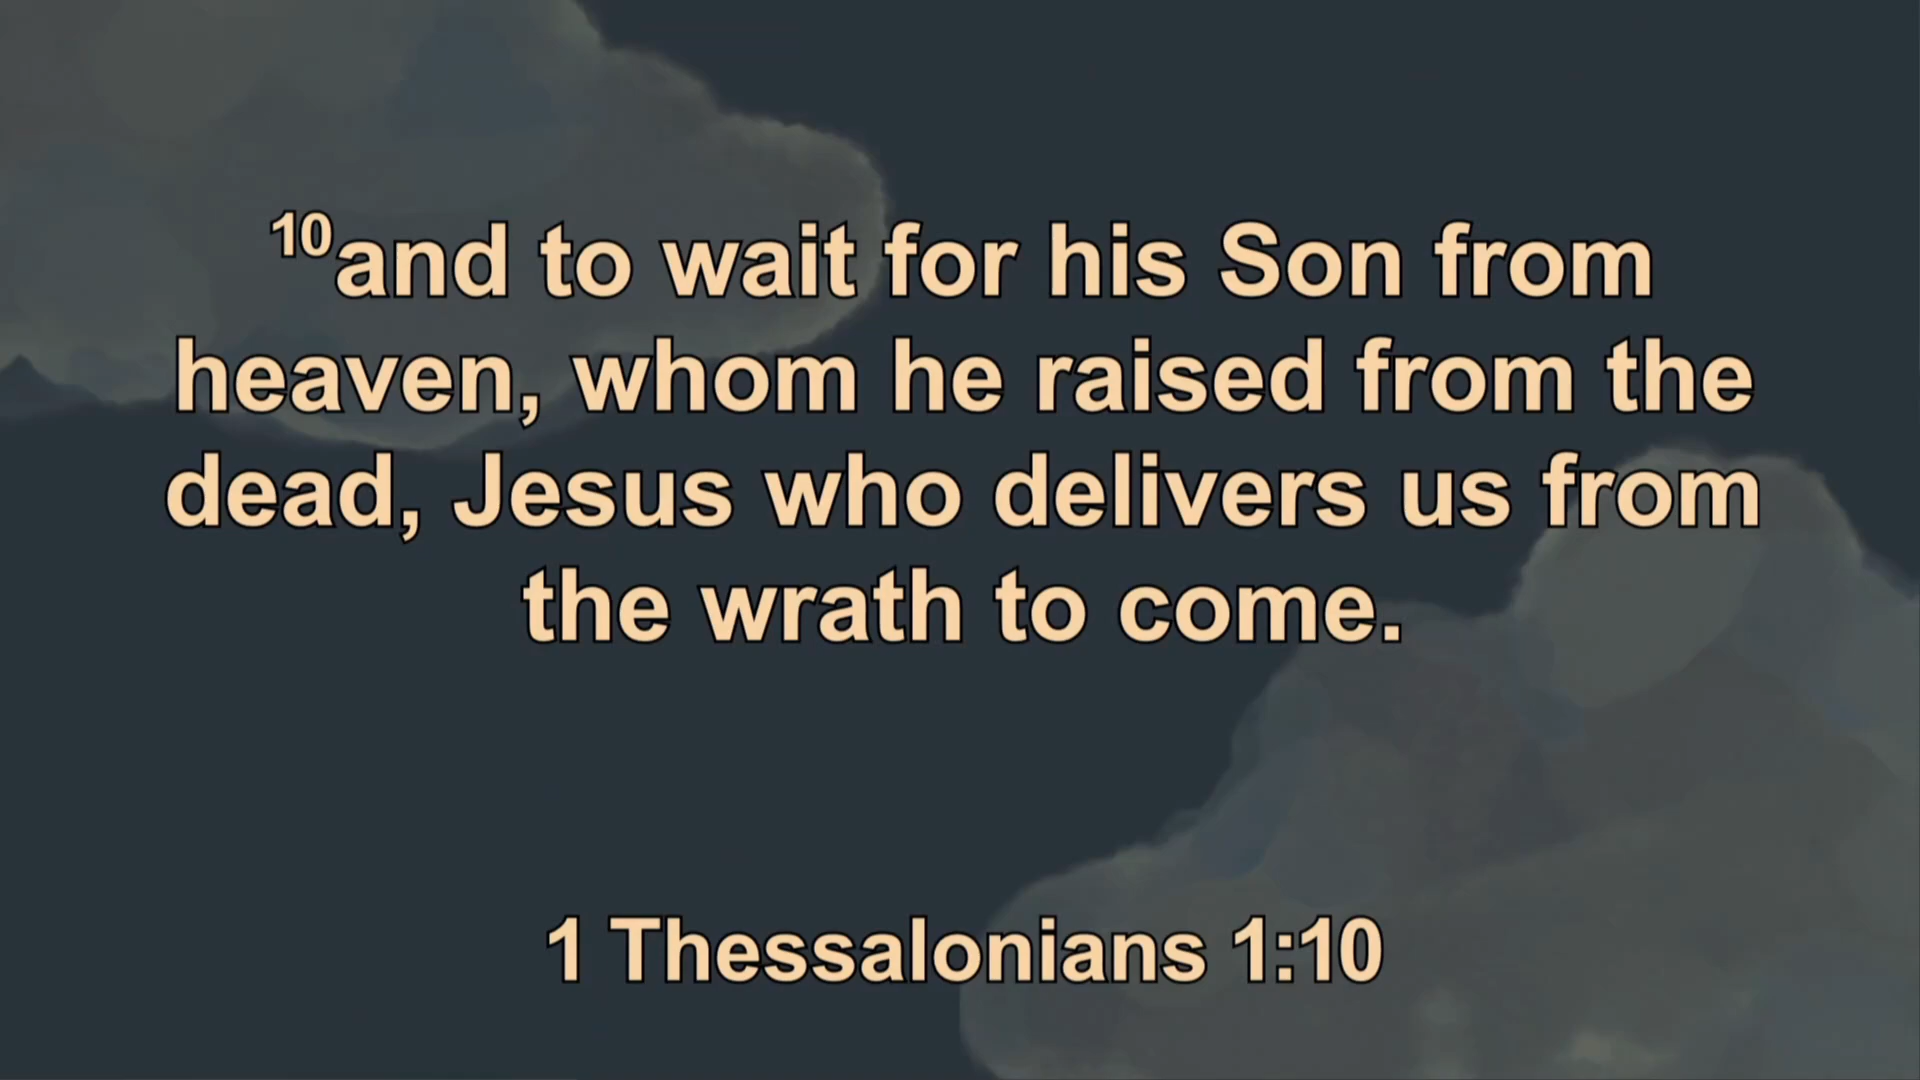 10and to wait for his Son from
heaven, whom he raised from the
dead, Jesus who delivers us from
the wrath to come.
1 Thessalonians 1:10